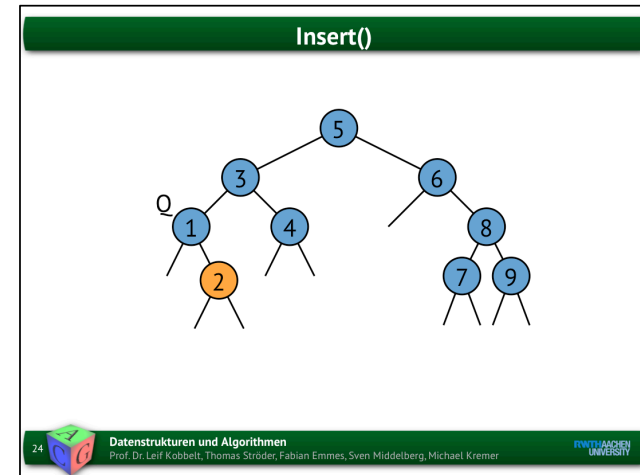 Insert()
5
3
6
Q
1
4
8
2
7
9
24
Datenstrukturen und Algorithmen
Prof. Dr. Leif Kobbelt, Thomas Ströder, Fabian Emmes, Sven Middelberg, Michael Kremer
RWTHAACHEN
UNIVERSITY
A
C
G